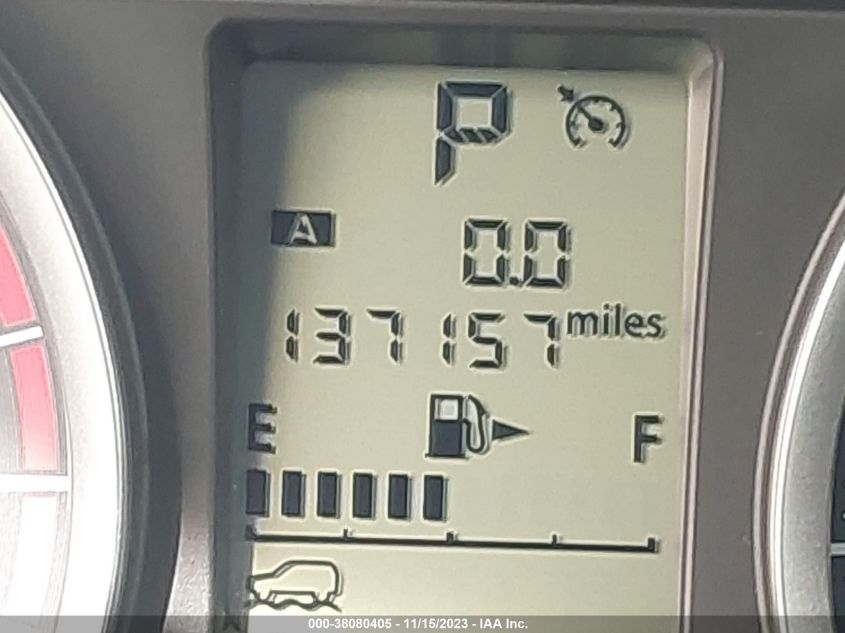 P
A 0.0
137157 miles
E F
000-38080405 - 11/15/2023 - IAA Inc.